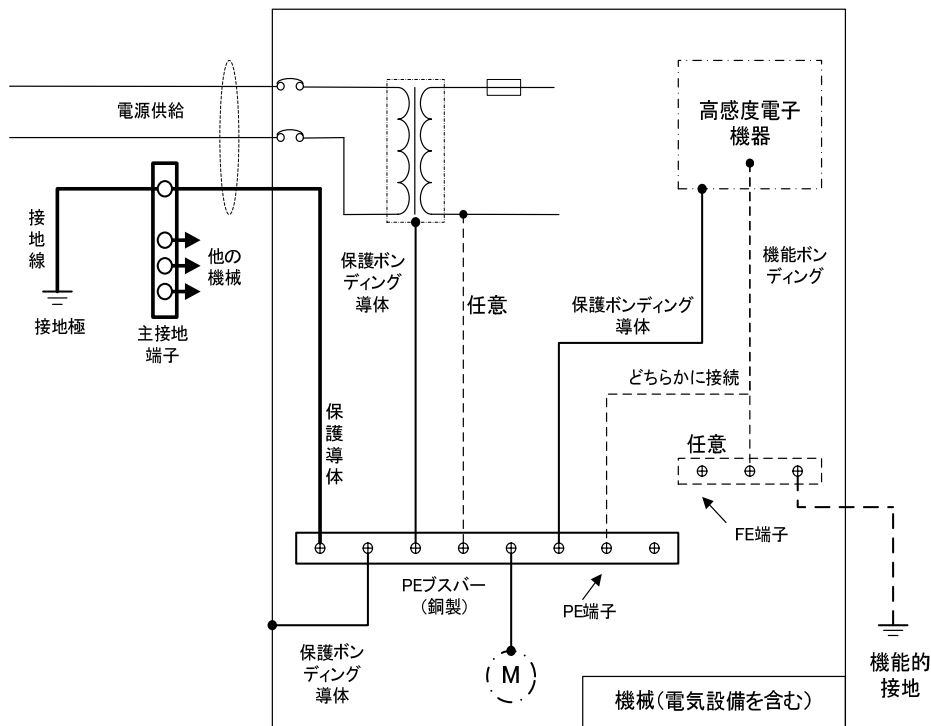 電源供給
高感度電子
機器
接地線
接地極
他の
機械
主接地
端子
保護ボン
ディング
導体
任意
保護ボンディング
導体
機能ボン
ディング
どちらかに接続
保護導体
任意
FE端子
PEブスバー
(銅製)
PE端子
保護ボン
ディング
導体
M
機能的
接地
機械(電気設備を含む)